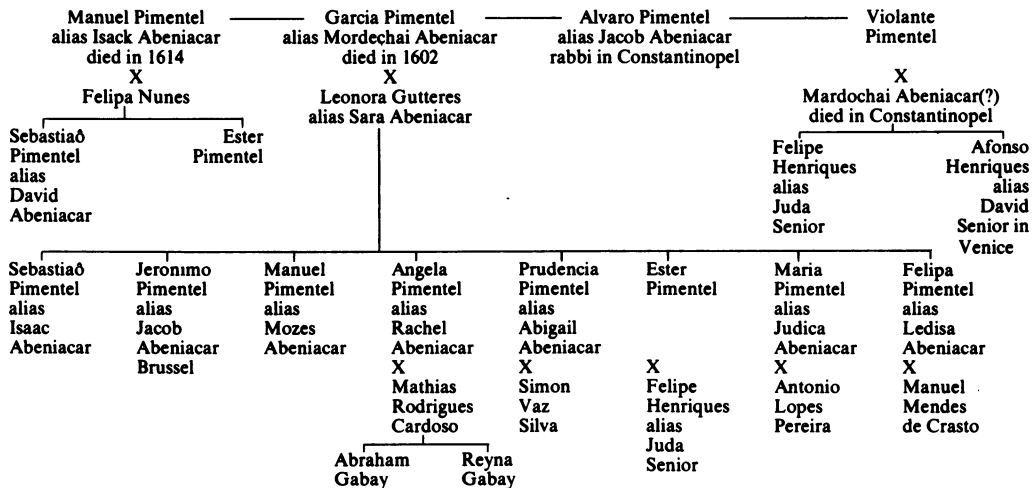 Manuel Pimentel
alias Isack Abeniacar
died in 1614
X
Felipa Nunes
Garcia Pimentel
alias Mordechai Abeniacar
died in 1602
X
Leonora Gutteres
alias Sara Abeniacar
Alvaro Pimentel
alias Jacob Abeniacar
rabbi in Constantinopel
Violante
Pimentel
X
Mardochai Abeniacar(?)
died in Constantinopel
Sebastiaô
Pimentel
alias
David
Abeniacar
Ester
Pimentel
Felipe
Henriques
alias
Juda
Senior
Afonso
Henriques
alias
David
Senior in
Venice
Sebastiaô
Pimentel
alias
Isaac
Abeniacar
Jeronimo
Pimentel
alias
Jacob
Abeniacar
Brussel
Manuel
Pimentel
alias
Mozes
Abeniacar
Angela
Pimentel
alias
Rachel
Abeniacar
X
Mathias
Rodrigues
Cardoso
Abraham
Gabay
Reyna
Gabay
Prudencia
Pimentel
alias
Abigail
Abeniacar
X
Simon
Vaz
Silva
Ester
Pimentel
X
Felipe
Henriques
alias
Juda
Senior
Maria
Pimentel
alias
Judica
Abeniacar
X
Antonio
Lopes
Pereira
Felipa
Pimentel
alias
Ledisa
Abeniacar
X
Manuel
Mendes
de Crasto